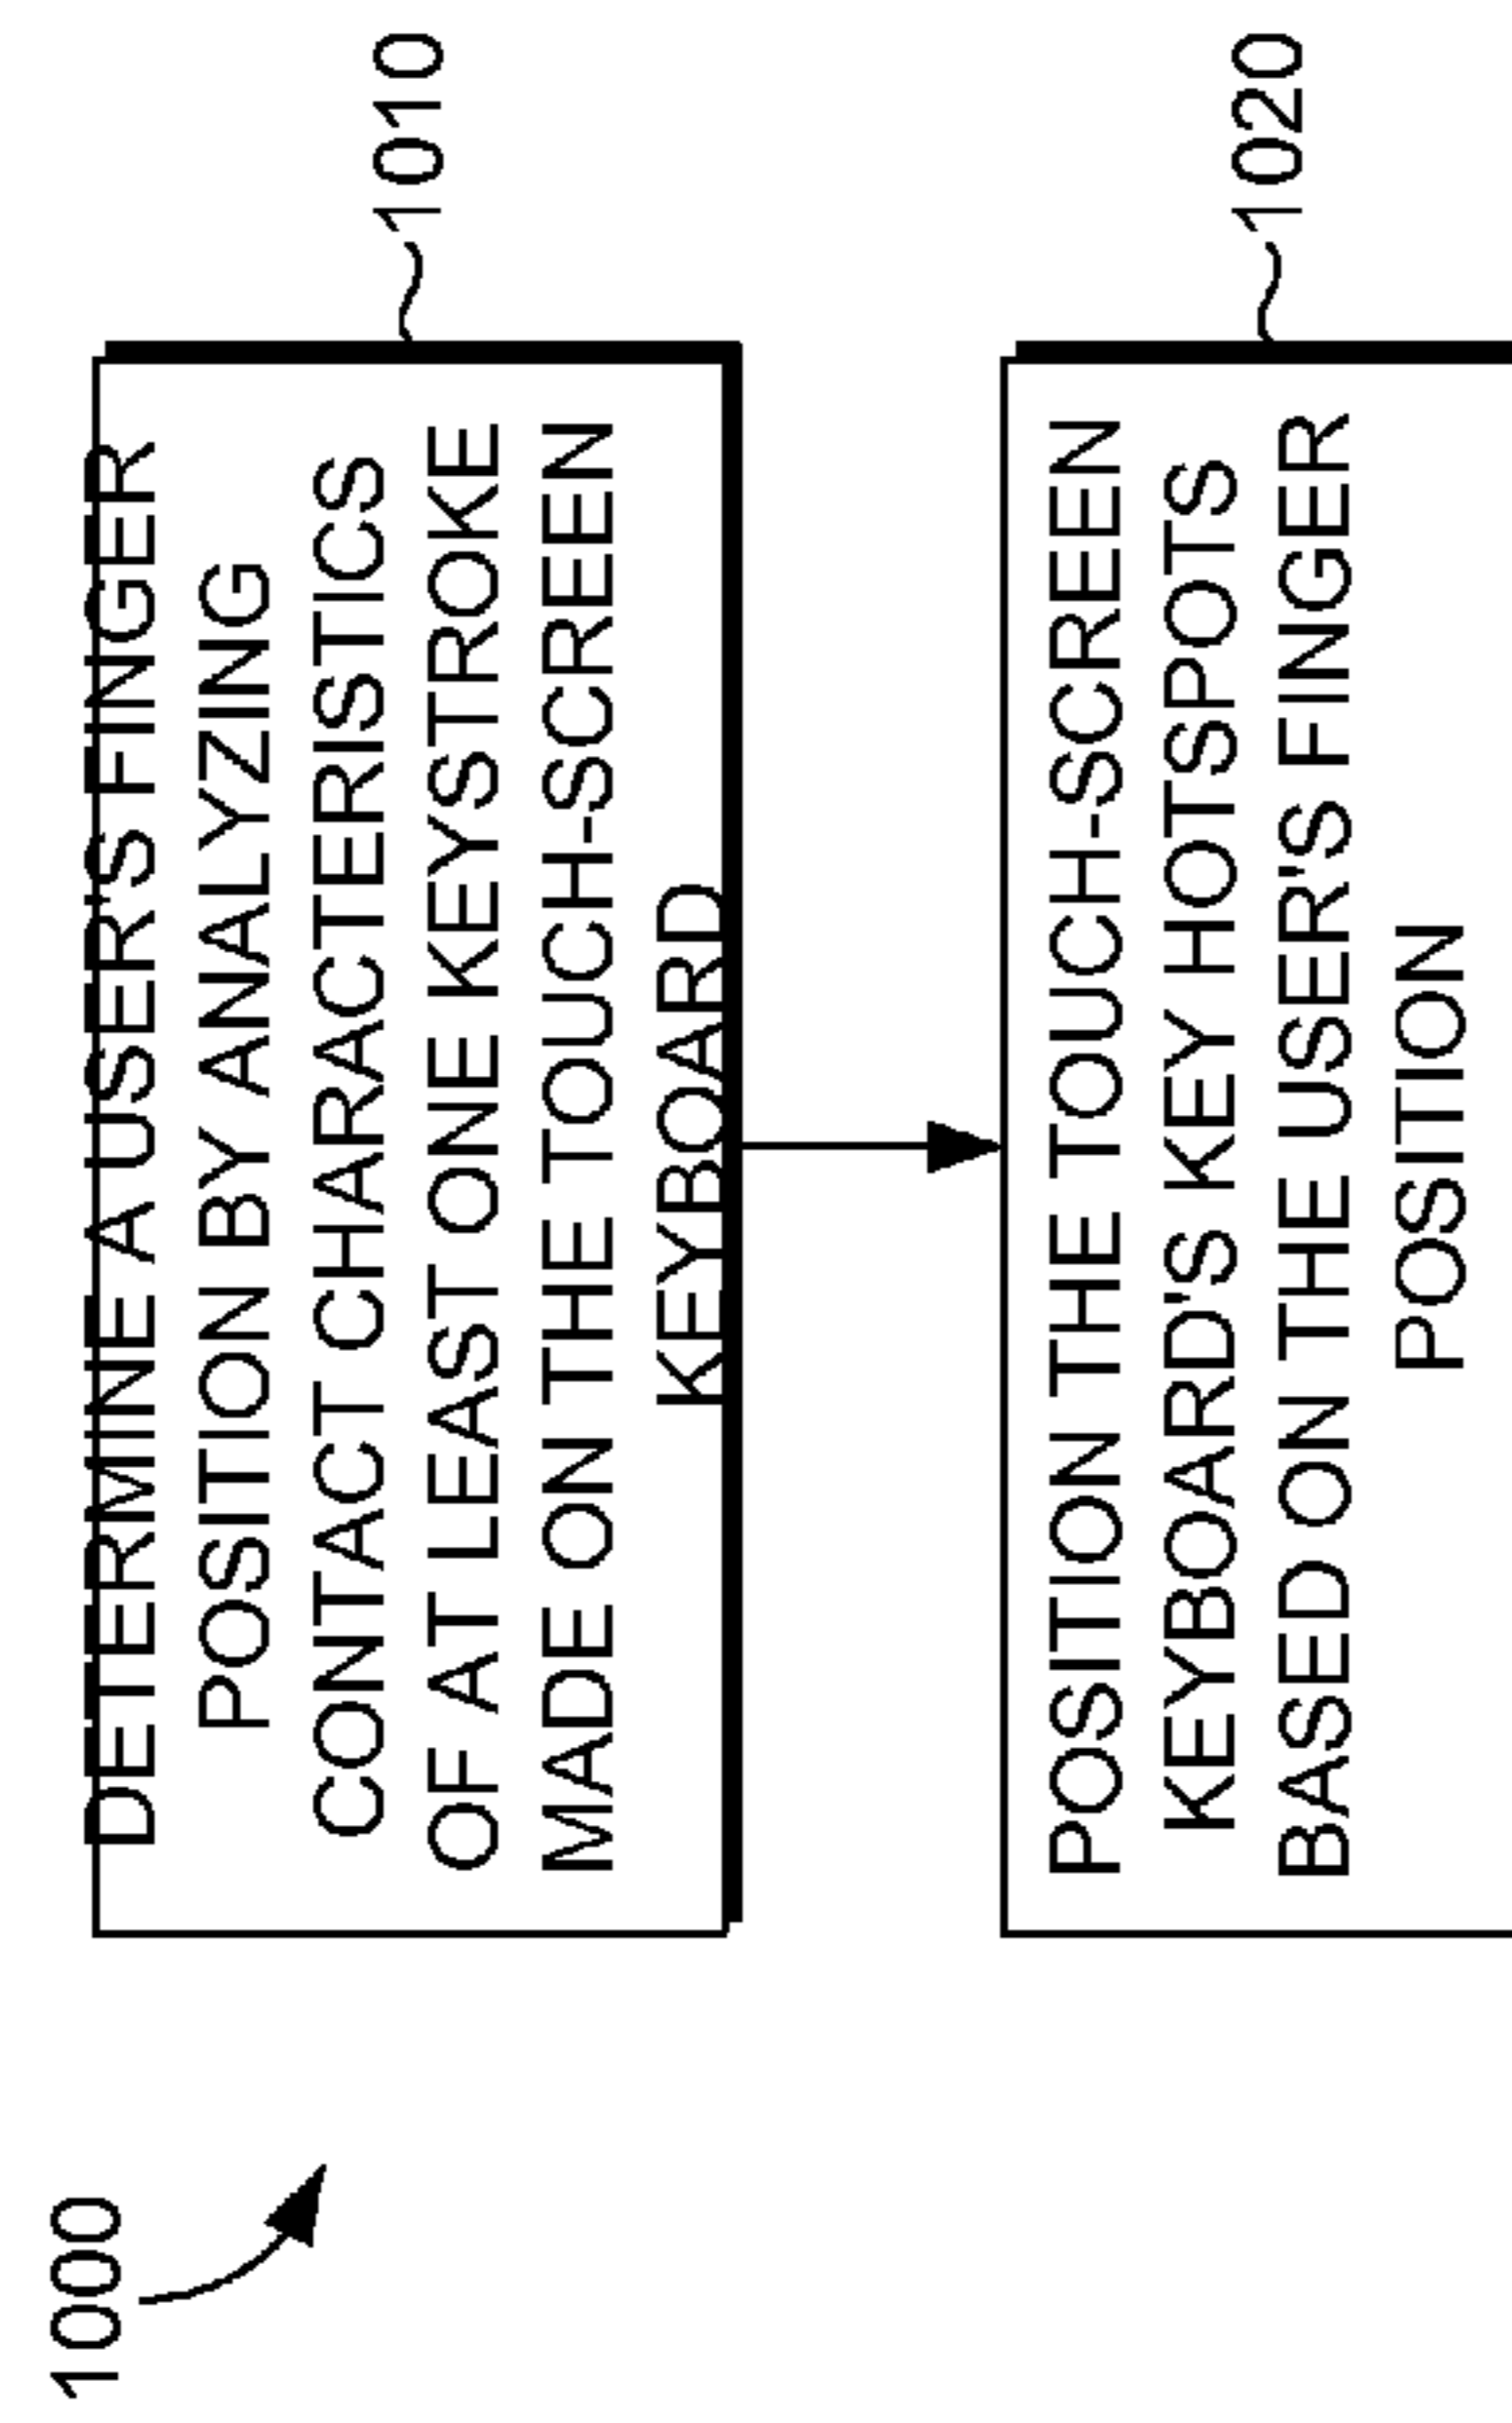 1000
DETERMINE A USER'S FINGER
POSITION BY ANALYZING
CONTACT CHARACTERISTICS
OF AT LEAST ONE KEYSTROKE
MADE ON THE TOUCH-SCREEN
KEYBOARD
1010
POSITION THE TOUCH-SCREEN
KEYBOARD'S KEY HOTSPOTS
BASED ON THE USER'S FINGER
POSITION
1020